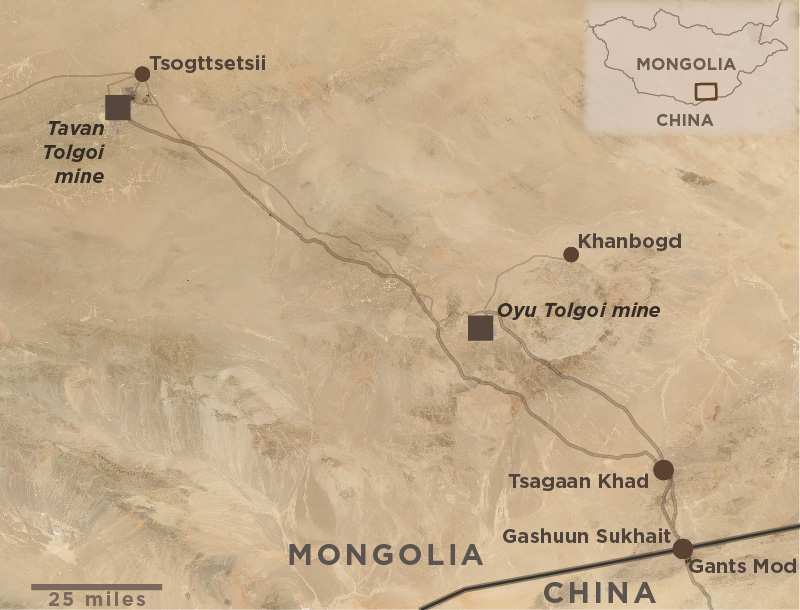 Tsogttsetsii
MONGOLIA
CHINA
Tavan
Tolgoi
mine
Khanbogd
Oyu Tolgoi mine
Tsagaan Khad
Gashuun Sukhait
MONGOLIA
Gants Mod
CHINA
25 miles